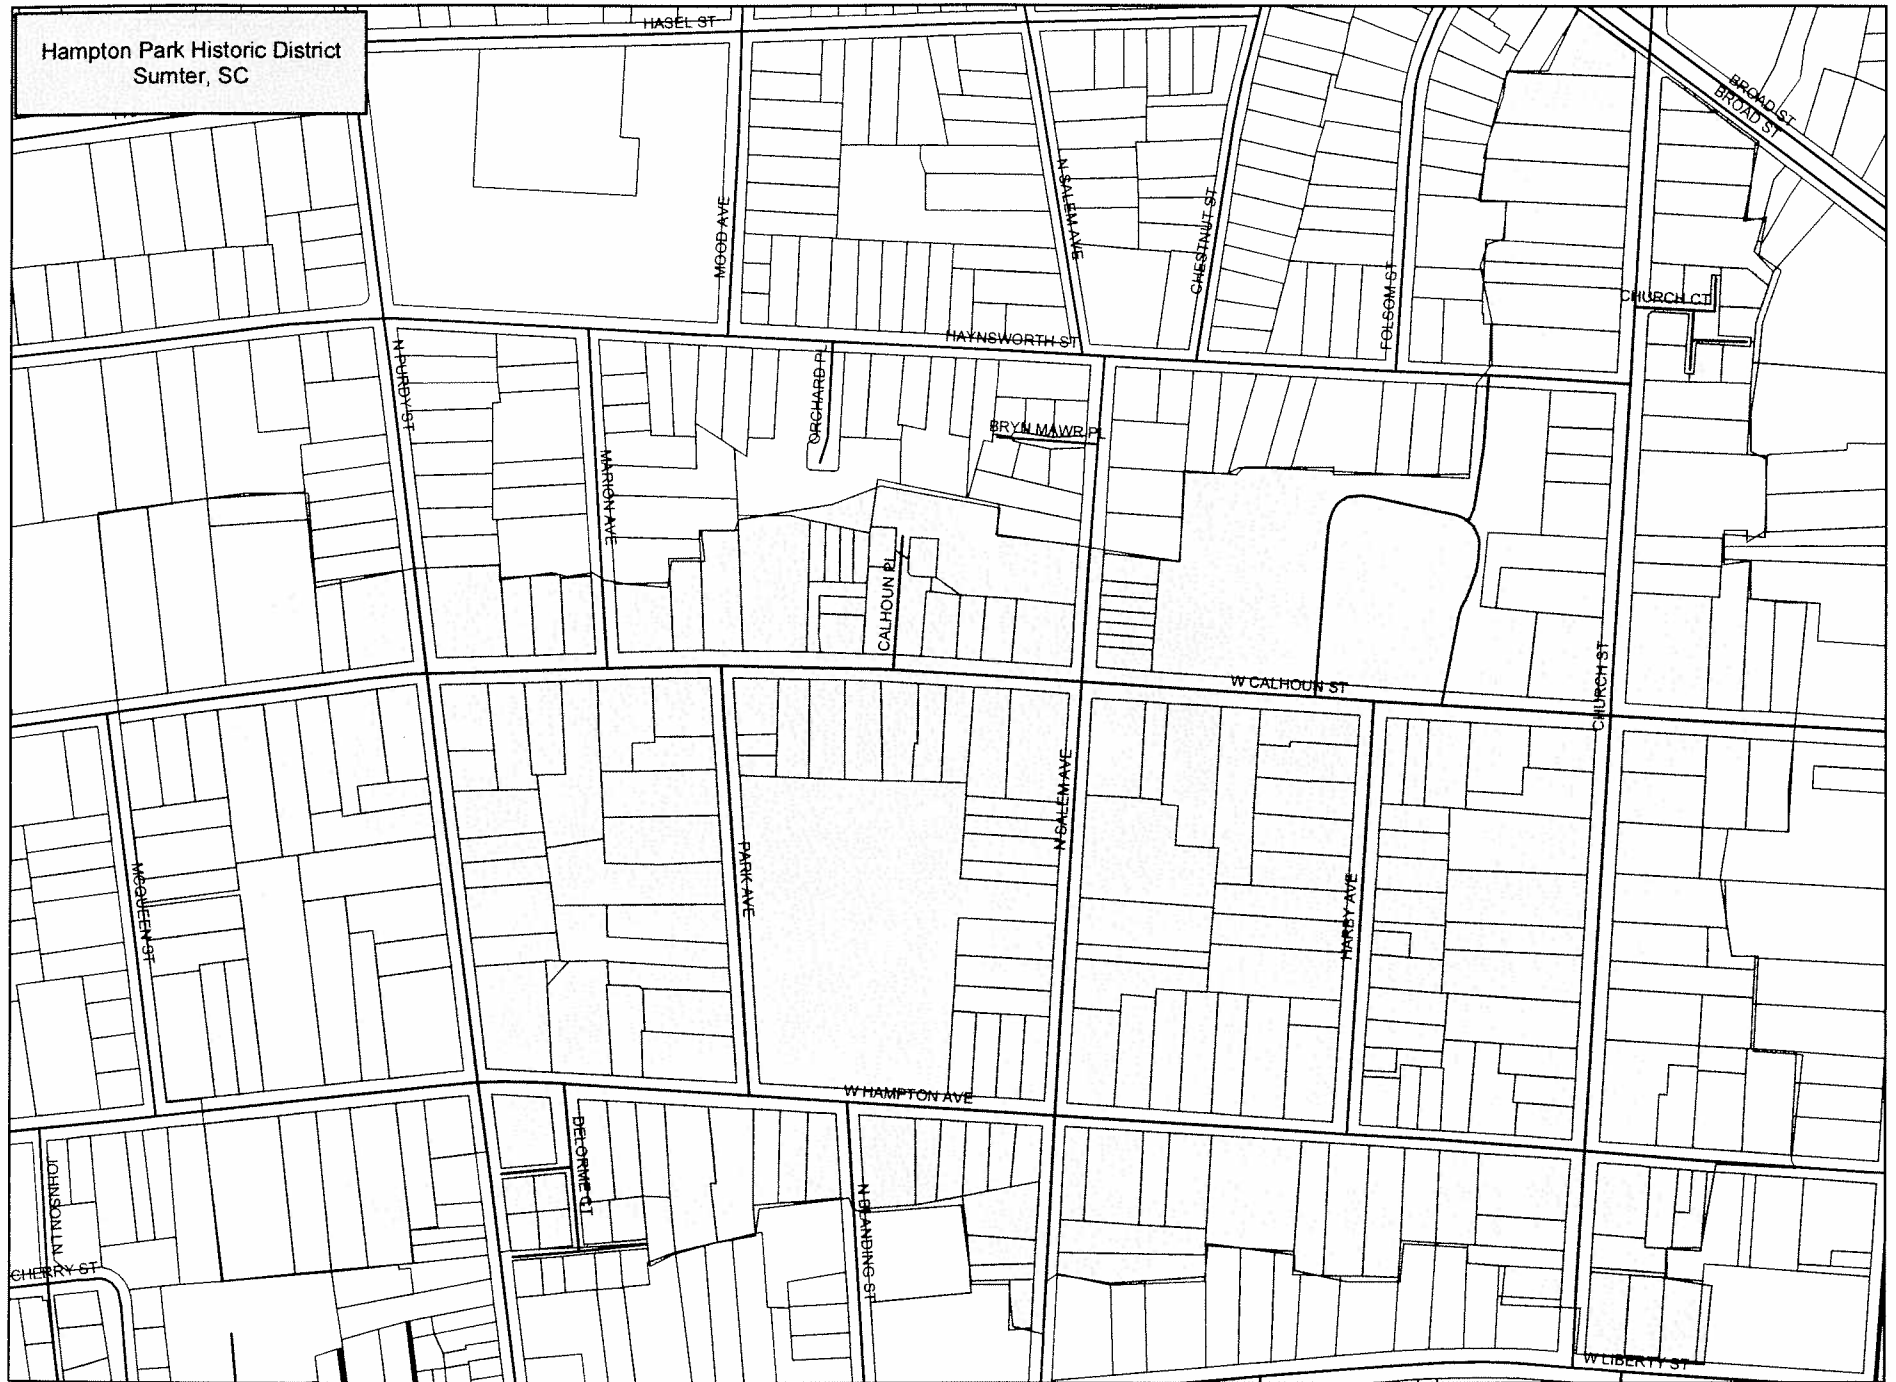 Hampton Park Historic District
Sumter, SC
HASEL ST
BROAD ST
BROAD ST
MOOD AVE
N SALEM AVE
CHESTNUT ST
FOLSOM ST
CHURCH CT
HAYNSWORTH ST
N PURDY ST
ORCHARD PL
BRYN MAWR PL
MARION AVE
CALHOUN PL
W CALHOUN ST
CHURCH ST
N SALEM AVE
PARK AVE
MCQUEEN ST
HARBY AVE
W HAMPTON AVE
DELORME CT
JOHNSON LN
N BLANDING ST
CHERRY ST
W LIBERTY ST